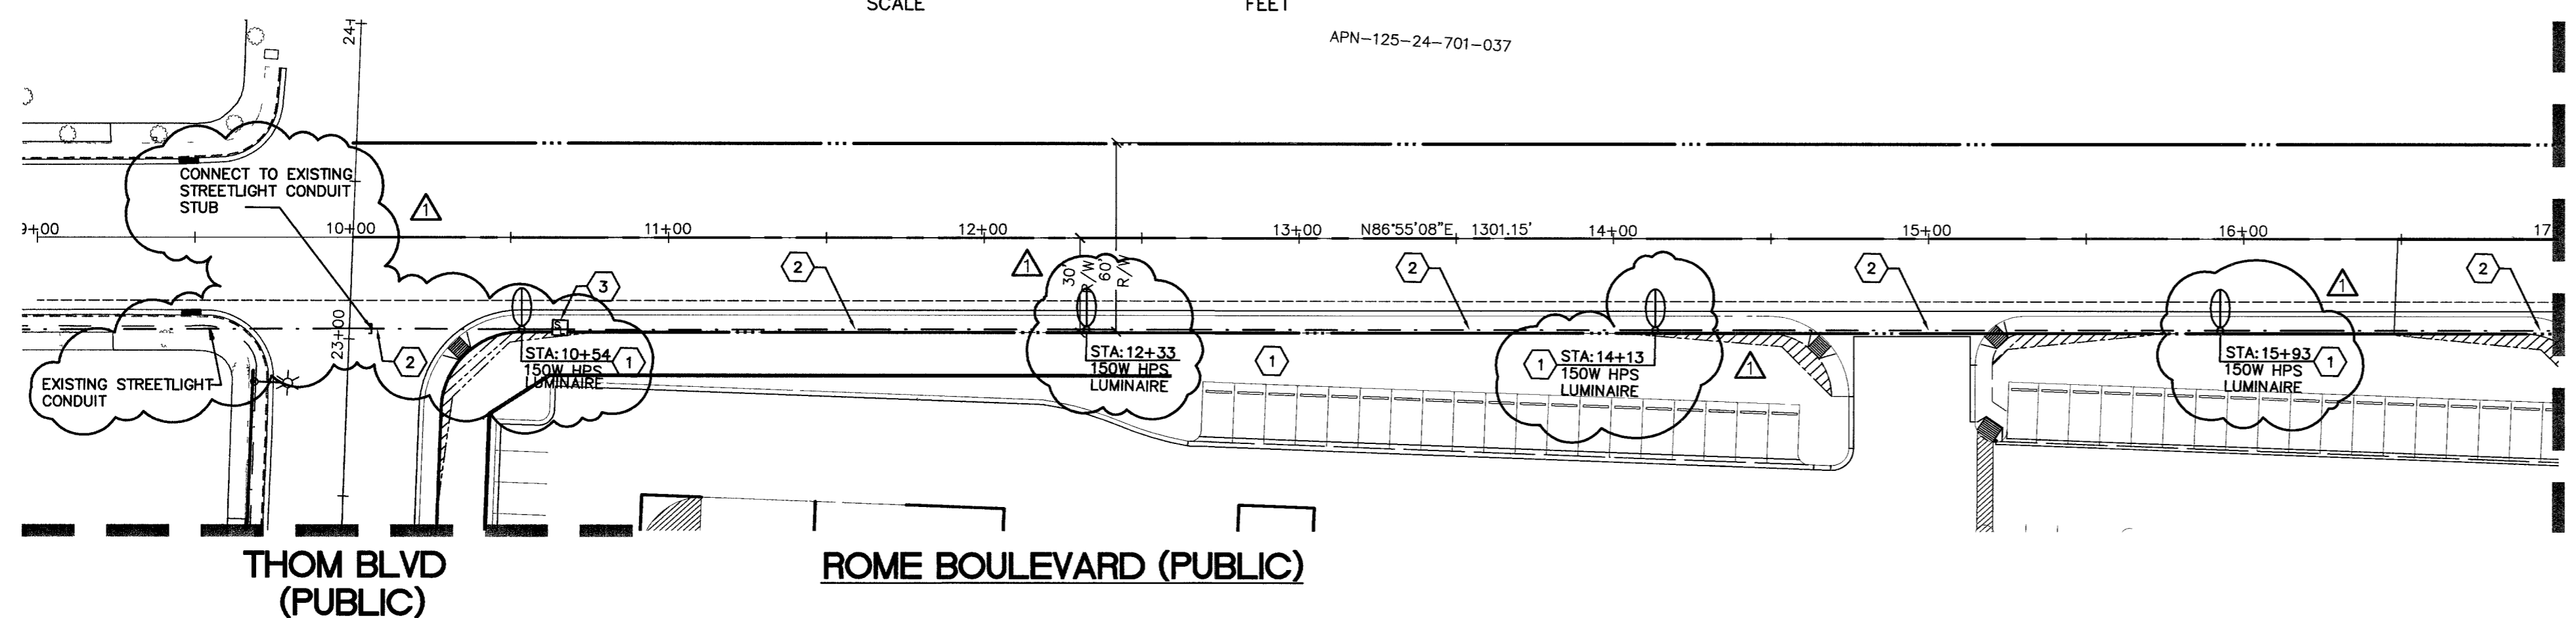 SCALE FEET
APN-125-24-701-037
24+
CONNECT TO EXISTING
STREETLIGHT CONDUIT
STUB
1
9+00 10+00 11+00 12+00 13+00 N86°55'08"E 1301.15' 14+00 15+00 16+00 17
2 1 2 2 1 2
3
30'
R/W
60'
R/W
S
23+00
2
EXISTING STREETLIGHT
CONDUIT
STA:10+54 1
150W HPS
LUMINAIRE
STA:12+33
150W HPS
LUMINAIRE
1
1 STA:14+13
150W HPS
LUMINAIRE
1
STA:15+93
150W HPS 1
LUMINAIRE
THOM BLVD
(PUBLIC)
ROME BOULEVARD (PUBLIC)